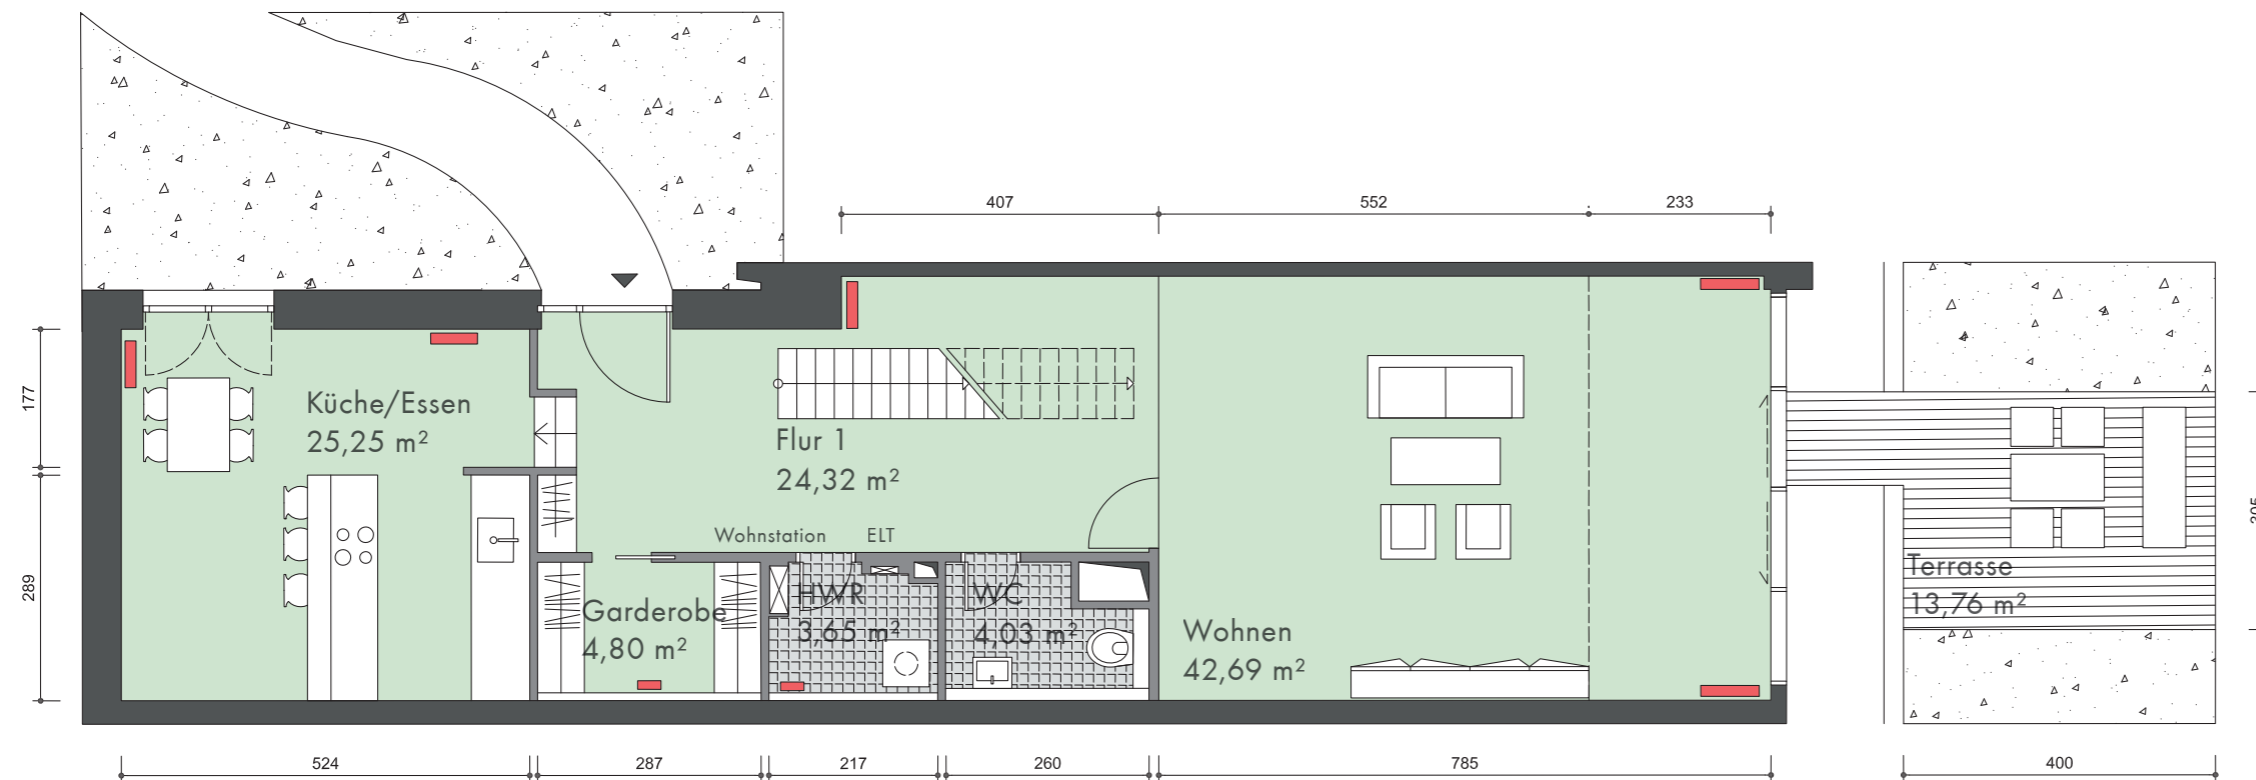 407
552
233
177
289
Küche/Essen
25,25 m²
Flur 1
24,32 m²
Wohnstation
ELT
Garderobe
4,80 m²
HWR
3,65 m²
WC
4,03 m²
Wohnen
42,69 m²
Terrasse
13,76 m²
305
524
287
217
260
785
400